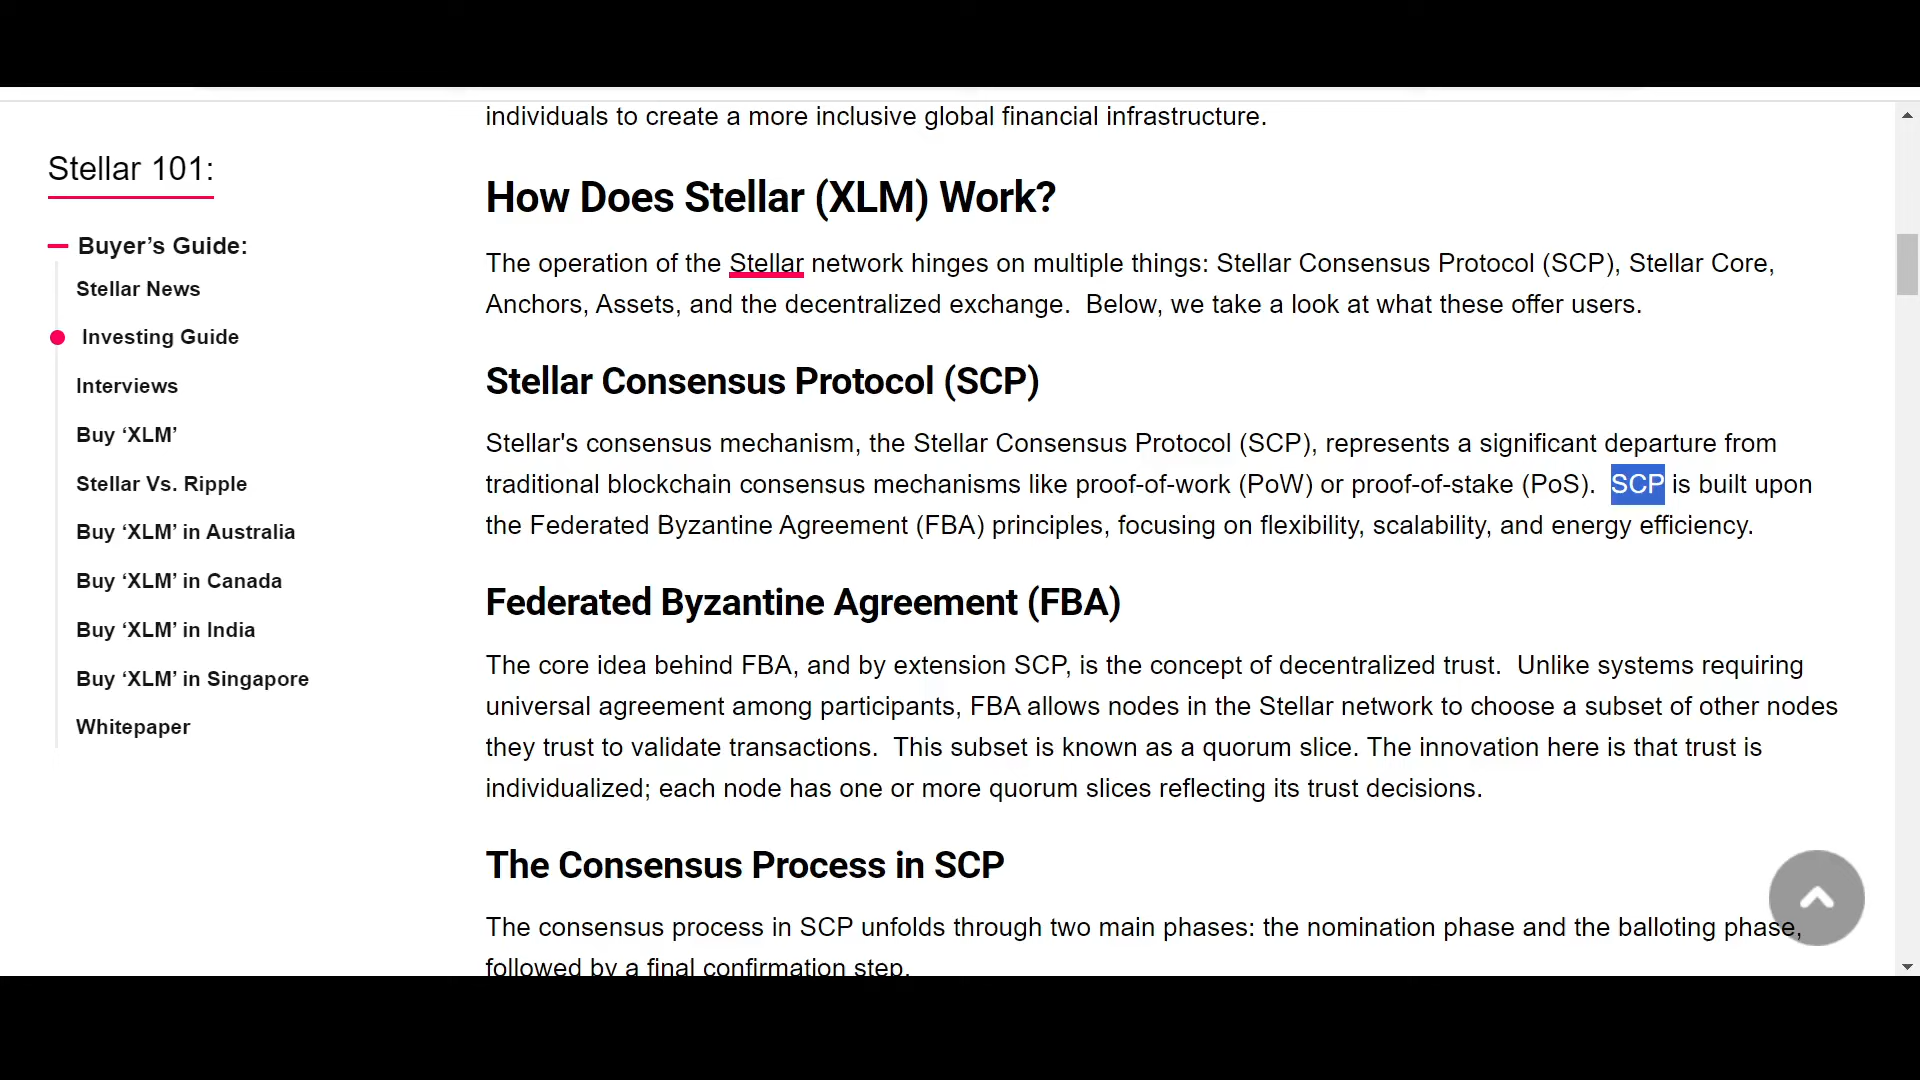 individuals to create a more inclusive global financial infrastructure.
Stellar 101:
Buyer’s Guide:
Stellar News
Investing Guide
Interviews
Buy ‘XLM’
Stellar Vs. Ripple
Buy ‘XLM’ in Australia
Buy ‘XLM’ in Canada
Buy ‘XLM’ in India
Buy ‘XLM’ in Singapore
Whitepaper
How Does Stellar (XLM) Work?
The operation of the Stellar network hinges on multiple things: Stellar Consensus Protocol (SCP), Stellar Core,
Anchors, Assets, and the decentralized exchange.  Below, we take a look at what these offer users.
Stellar Consensus Protocol (SCP)
Stellar's consensus mechanism, the Stellar Consensus Protocol (SCP), represents a significant departure from
traditional blockchain consensus mechanisms like proof-of-work (PoW) or proof-of-stake (PoS).  SCP is built upon
the Federated Byzantine Agreement (FBA) principles, focusing on flexibility, scalability, and energy efficiency.
Federated Byzantine Agreement (FBA)
The core idea behind FBA, and by extension SCP, is the concept of decentralized trust.  Unlike systems requiring
universal agreement among participants, FBA allows nodes in the Stellar network to choose a subset of other nodes
they trust to validate transactions.  This subset is known as a quorum slice. The innovation here is that trust is
individualized; each node has one or more quorum slices reflecting its trust decisions.
The Consensus Process in SCP
The consensus process in SCP unfolds through two main phases: the nomination phase and the balloting phase,
followed by a final confirmation step.